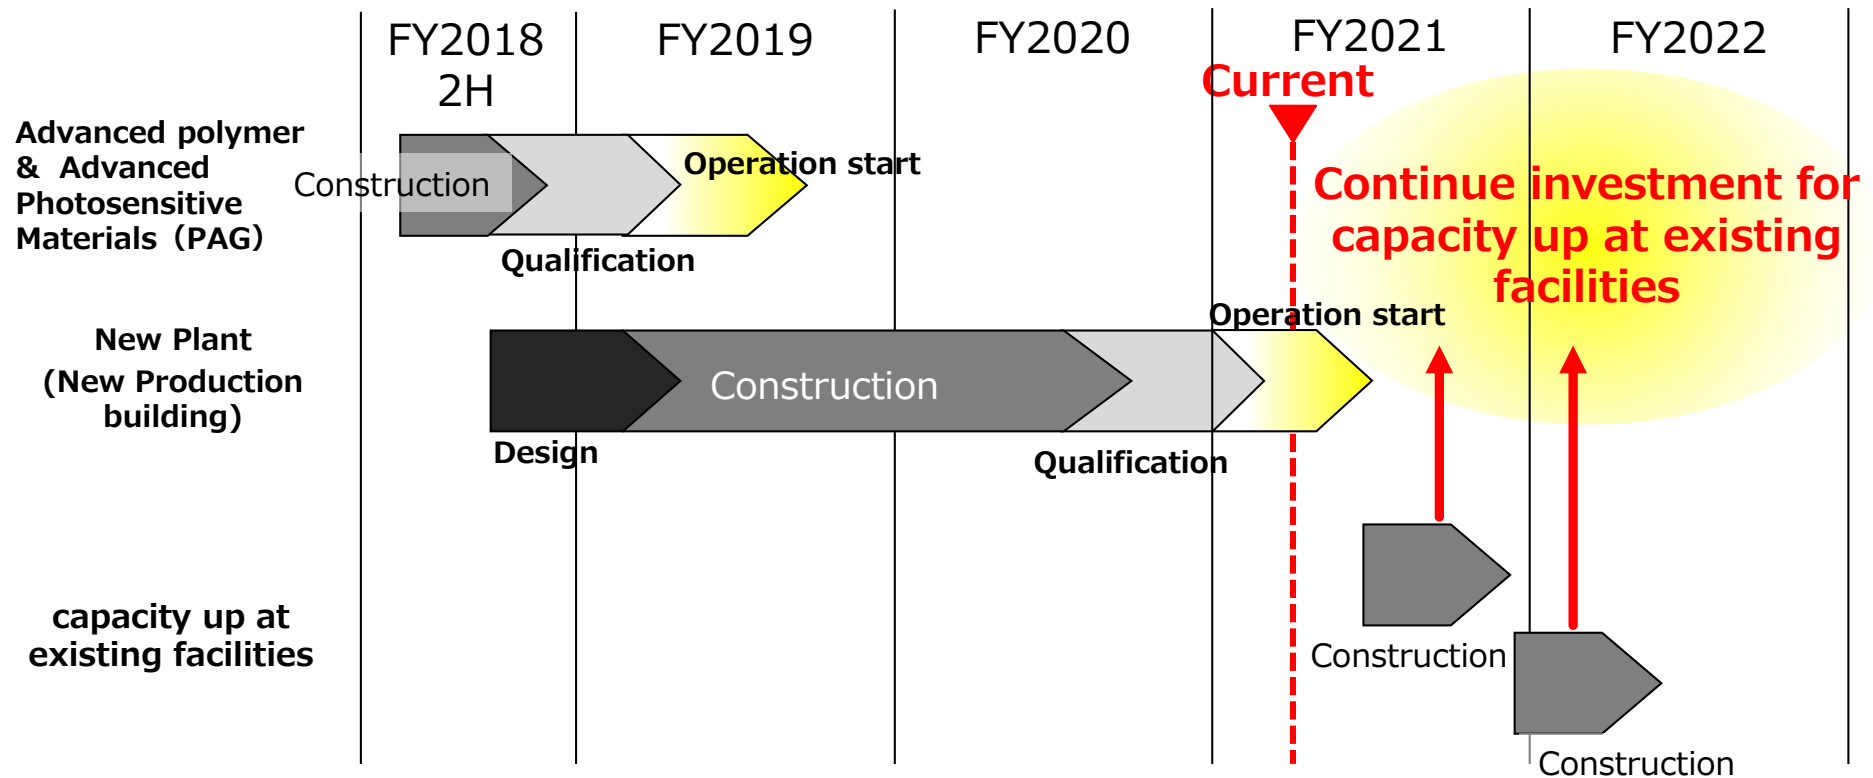 FY2018
2H
FY2019
FY2020
FY2021
FY2022
Current
Advanced polymer
& Advanced
Photosensitive
Materials（PAG）
Construction
Operation start
Qualification
Continue investment for
capacity up at existing
facilities
New Plant
(New Production
building)
Operation start
Construction
Design
Qualification
capacity up at
existing facilities
Construction
Construction